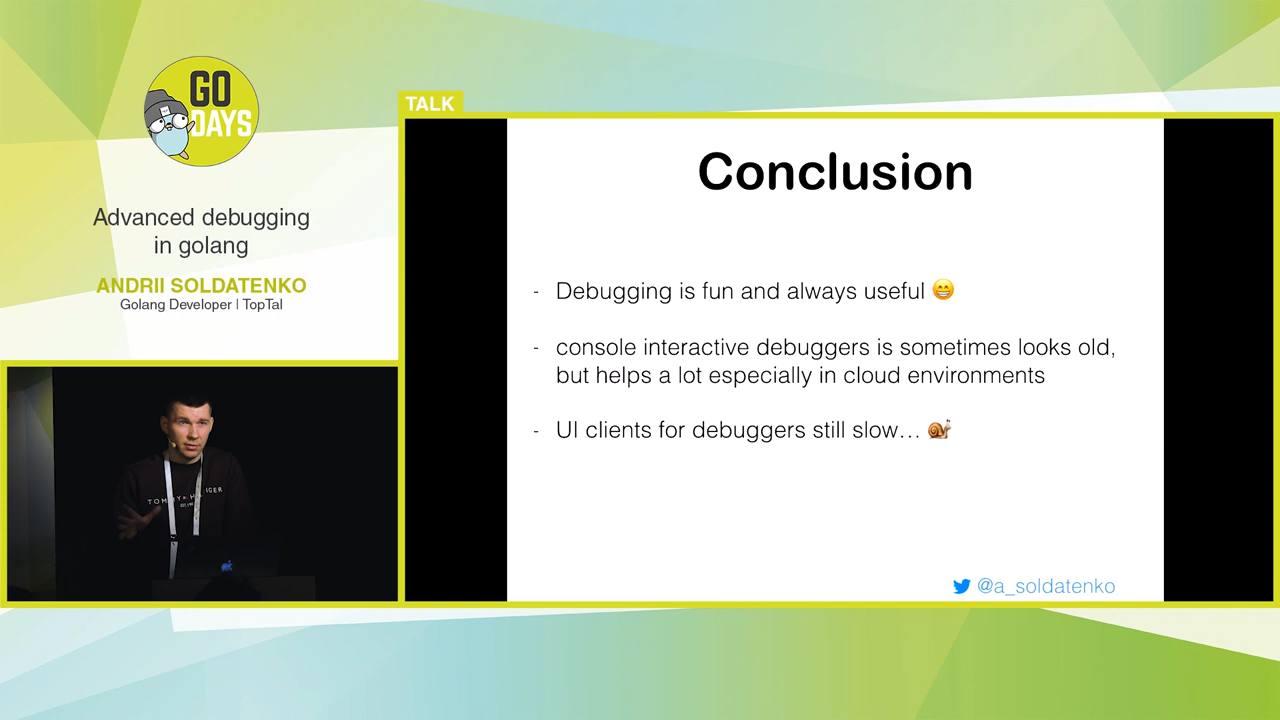 GO
DAYS
Advanced debugging
in golang
ANDRII SOLDATENKO
Golang Developer | TopTal
TALK
Conclusion
- Debugging is fun and always useful 😁
- console interactive debuggers is sometimes looks old,
but helps a lot especially in cloud environments
- UI clients for debuggers still slow... 🐌
@a_soldatenko